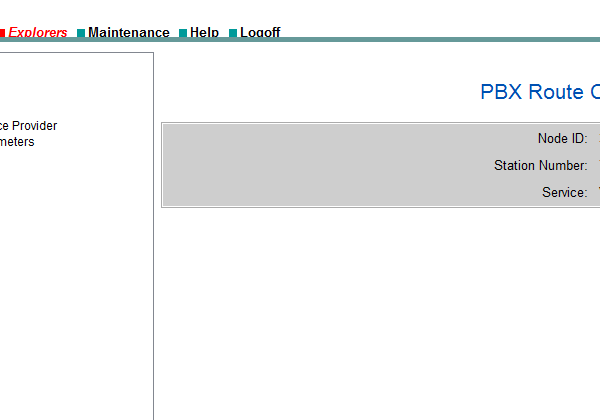 Explorers Maintenance Help Logoff
PBX Route
ce Provider
meters
Node ID:
Station Number:
Service: